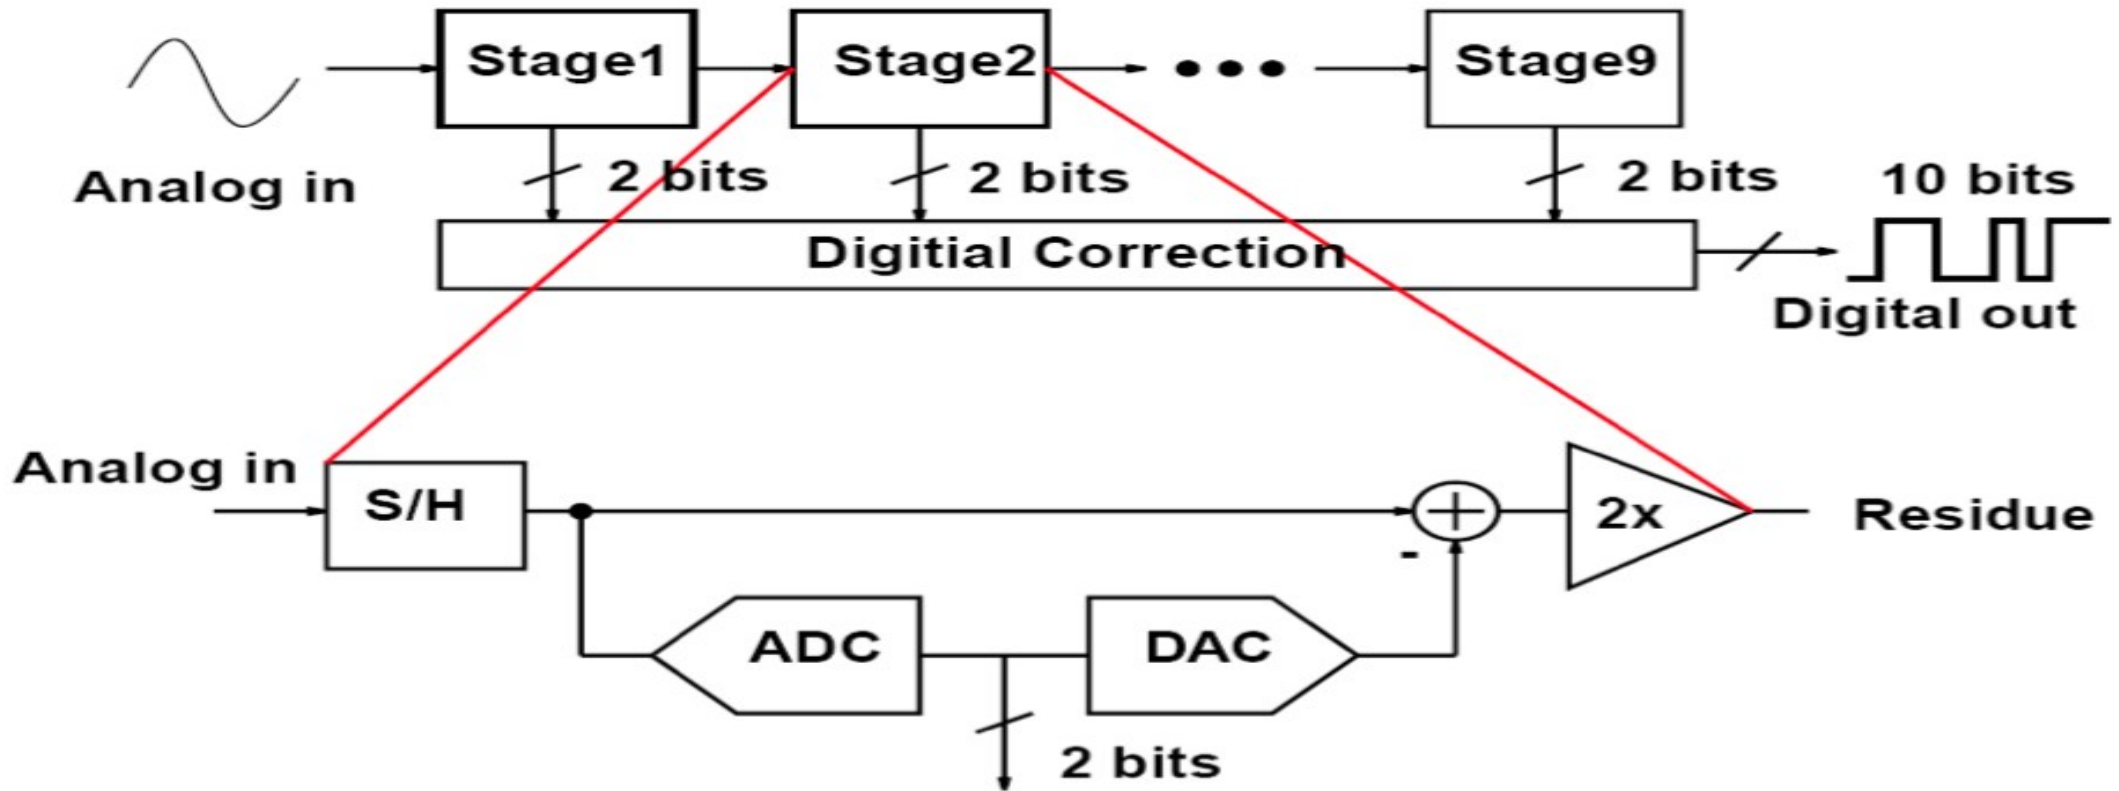 Stage1
Stage2
Stage9
Analog in
2 bits
2 bits
2 bits
10 bits
Digitial Correction
Digital out
Analog in
S/H
2x
Residue
-
ADC
DAC
2 bits